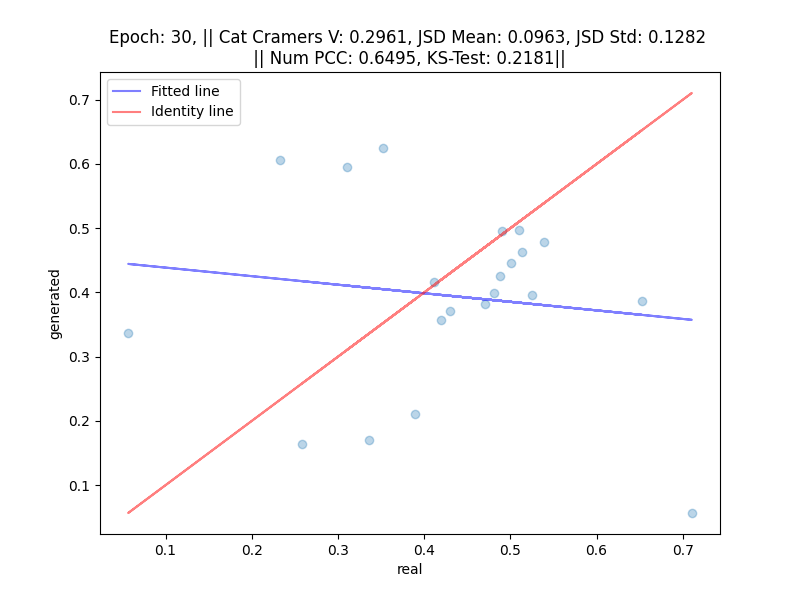 Epoch: 30, || Cat Cramers V: 0.2961, JSD Mean: 0.0963, JSD Std: 0.1282
|| Num PCC: 0.6495, KS-Test: 0.2181||
Fitted line
Identity line
0.7
0.6
0.5
0.4
0.3
0.2
0.1
generated
0.1 0.2 0.3 0.4 0.5 0.6 0.7
real